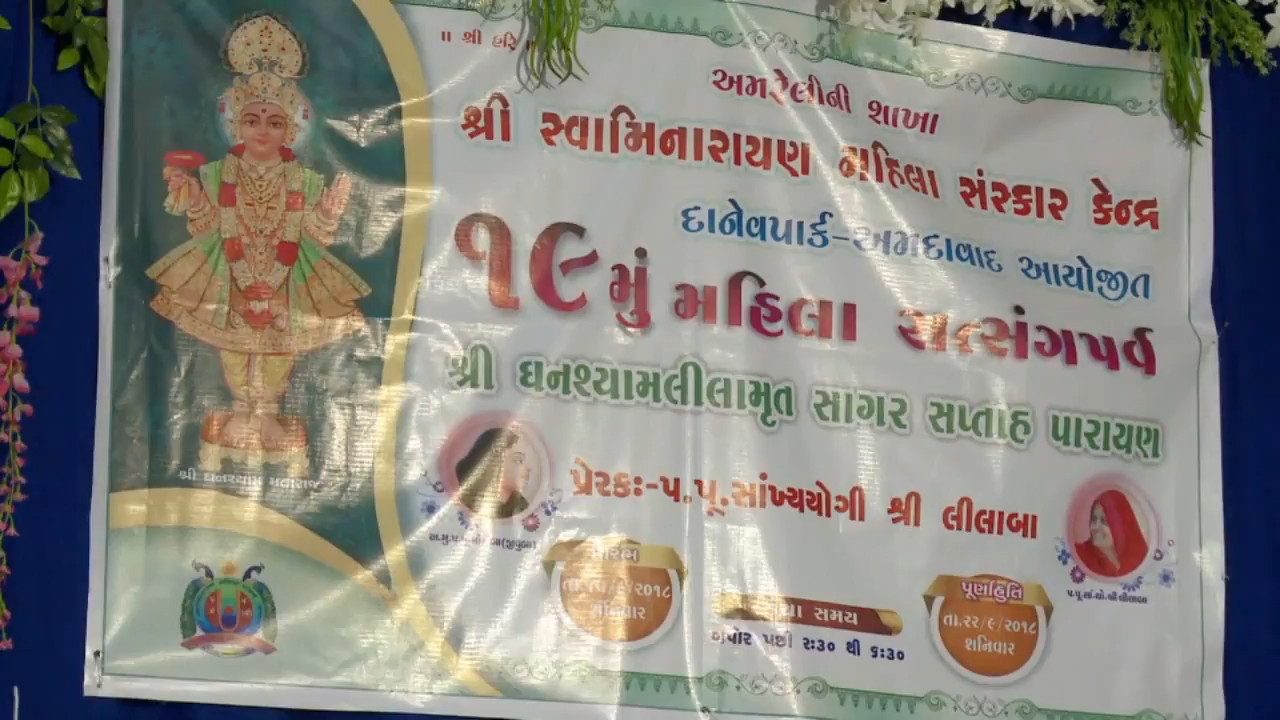 ॥ શ્રી હરિ ॥
અમરેલીની શાખા
શ્રી સ્વામિનારાયણ મહિલા સંસ્કાર કેન્દ્ર
દાનેવપાર્ક-અમદાવાદ આયોજીત
૧૯મું મહિલા સત્સંગપર્વ
શ્રી ઘનશ્યામલીલામૃત સાગર સપ્તાહ પારાયણ
પ્રેરકઃ-પ.પૂ.સાંખ્યયોગી શ્રી લીલાબા
શ્રી ઘનશ્યામ મહારાજ
પ.પૂ.સાં.યો.શ્રી લીલાબા
શનિવાર
સમય
બપોર પછી ૨:૩૦ થી ૬:૩૦
પૂર્ણાહુતિ
તા.૨૨/૯/૨૦૧૮
શનિવાર